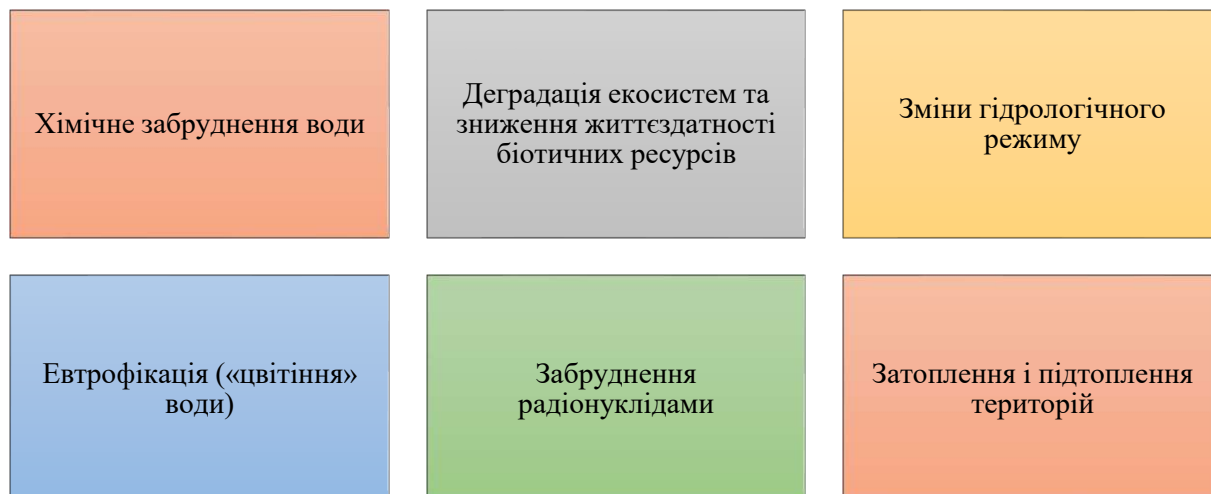 Хімічне забруднення води
Деградація екосистем та
зниження життєздатності
біотичних ресурсів
Зміни гідрологічного
режиму
Евтрофікація («цвітіння»
води)
Забруднення
радіонуклідами
Затоплення і підтоплення
територій